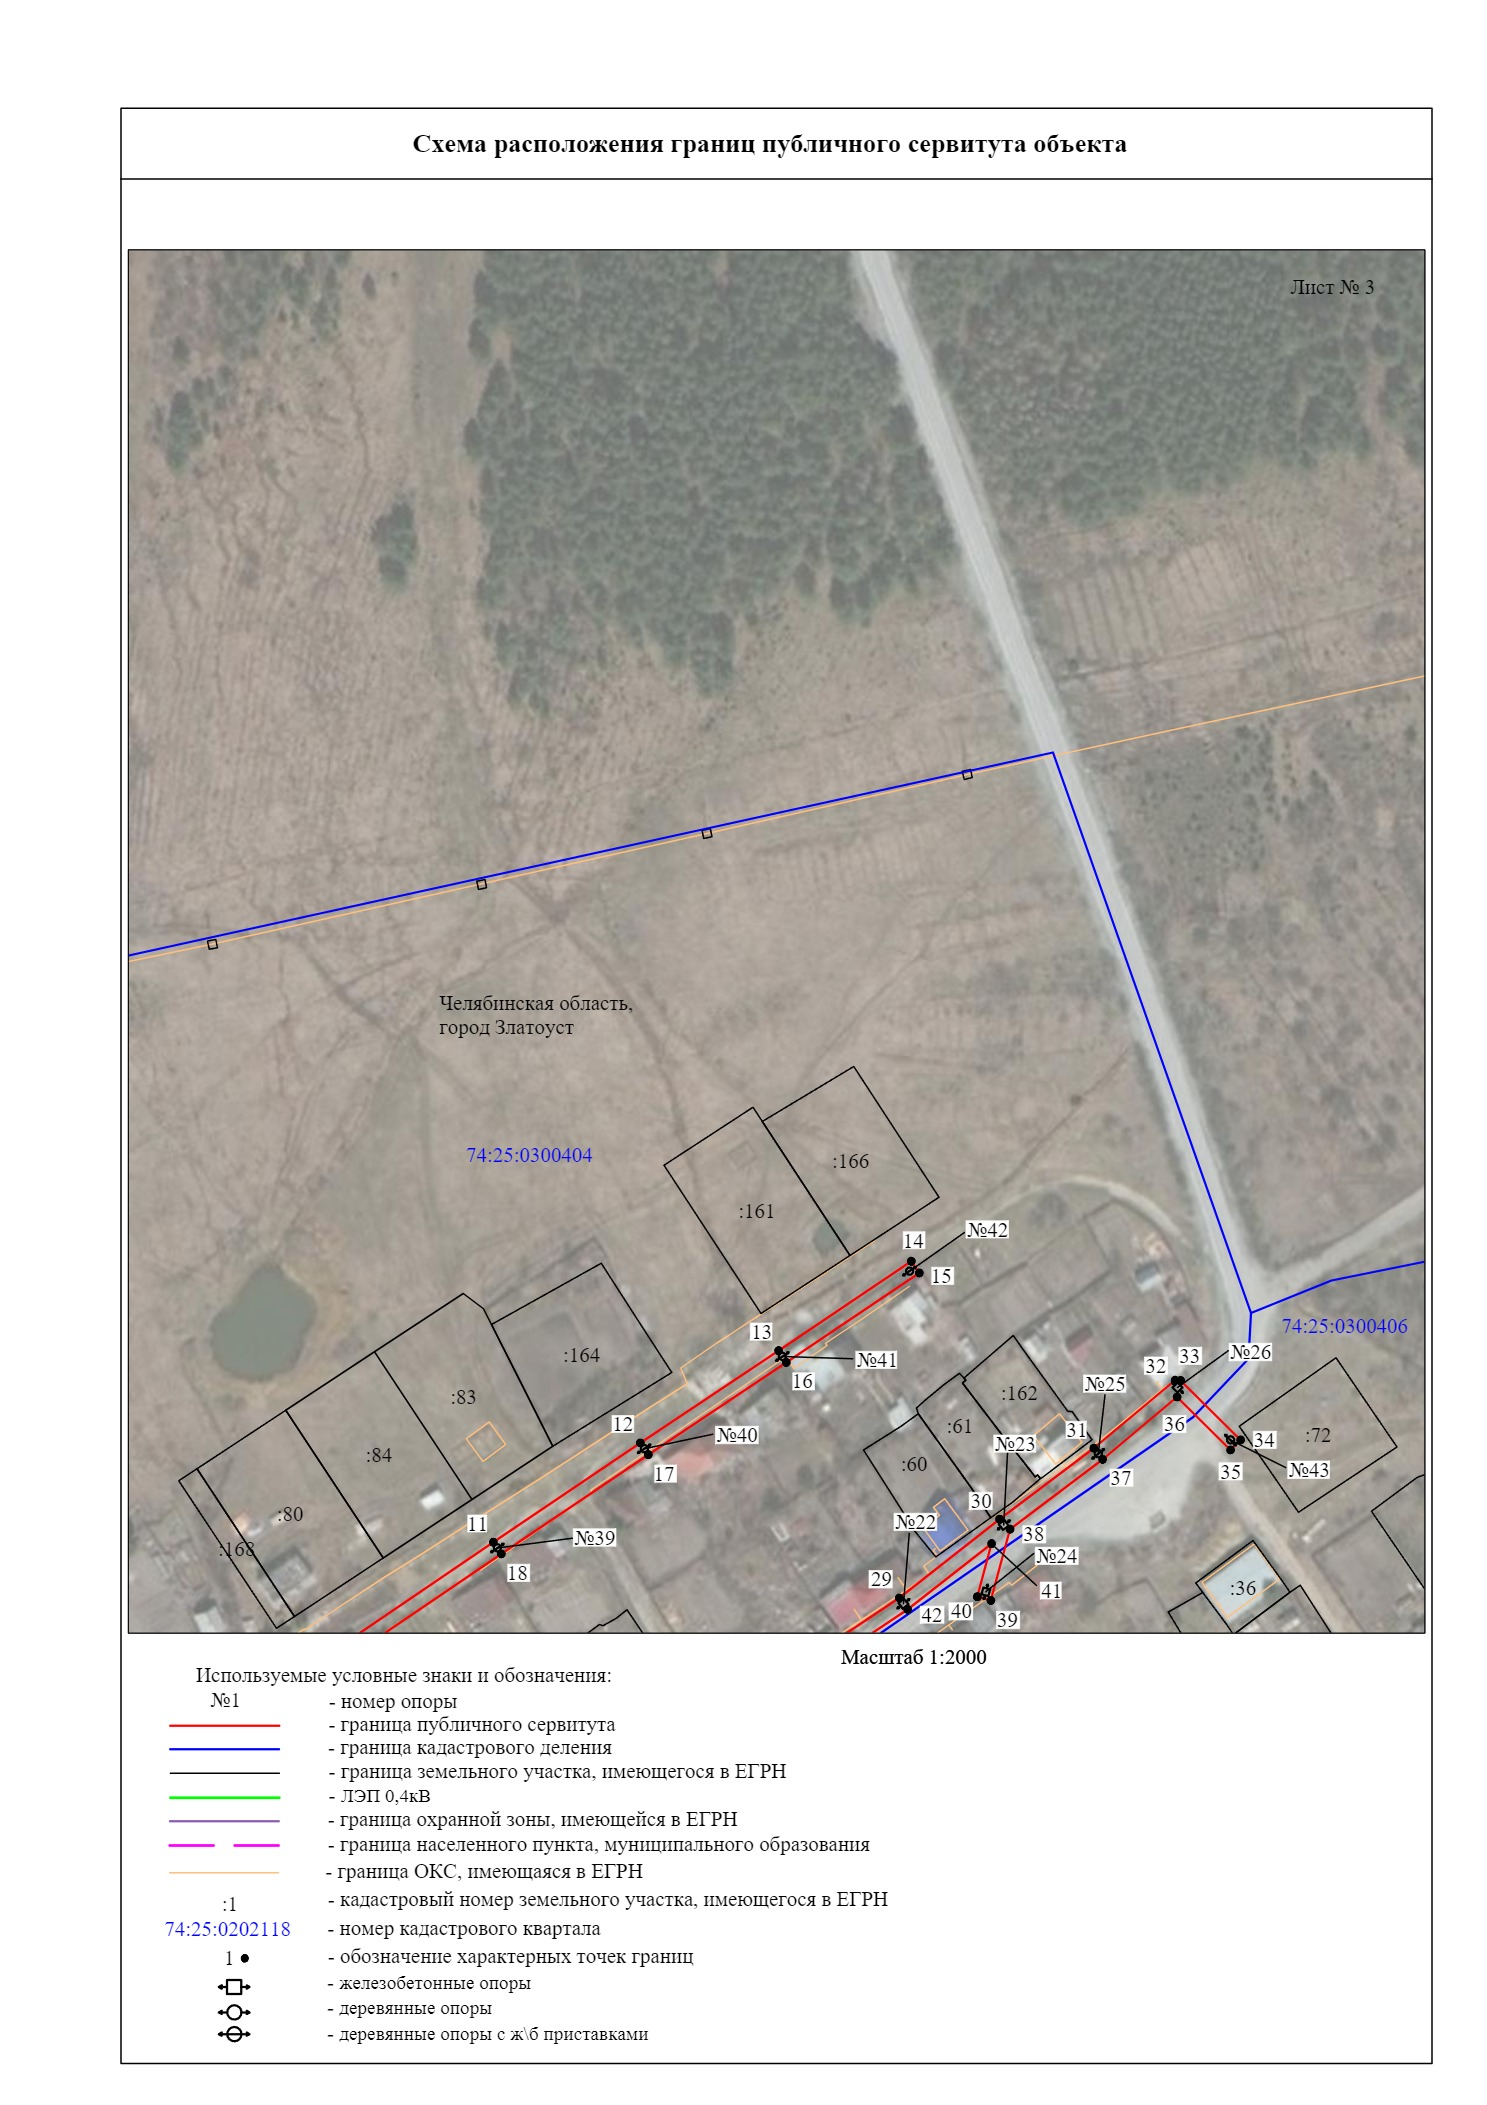 Схема расположения границ публичного сервитута объекта
Лист № 3
Челябинская область,
город Златоуст
74:25:0300404
:166
:161
№42
14
15
13
№41
16
74:25:0300406
:164
№26
33
32
:83
№25
:162
12
№40
17
31
36
:61
34
:72
:84
№23
:60
37
35
№43
:80
30
№22
11
№39
38
:168
18
№24
29
41
:36
40
42
39
Масштаб 1:2000
Используемые условные знаки и обозначения:
№1 - номер опоры
- граница публичного сервитута
- граница кадастрового деления
- граница земельного участка, имеющегося в ЕГРН
- ЛЭП 0,4кВ
- граница охранной зоны, имеющейся в ЕГРН
- граница населенного пункта, муниципального образования
- граница ОКС, имеющаяся в ЕГРН
:1 - кадастровый номер земельного участка, имеющегося в ЕГРН
74:25:0202118 - номер кадастрового квартала
1 - обозначение характерных точек границ
- железобетонные опоры
- деревянные опоры
- деревянные опоры с ж\б приставками